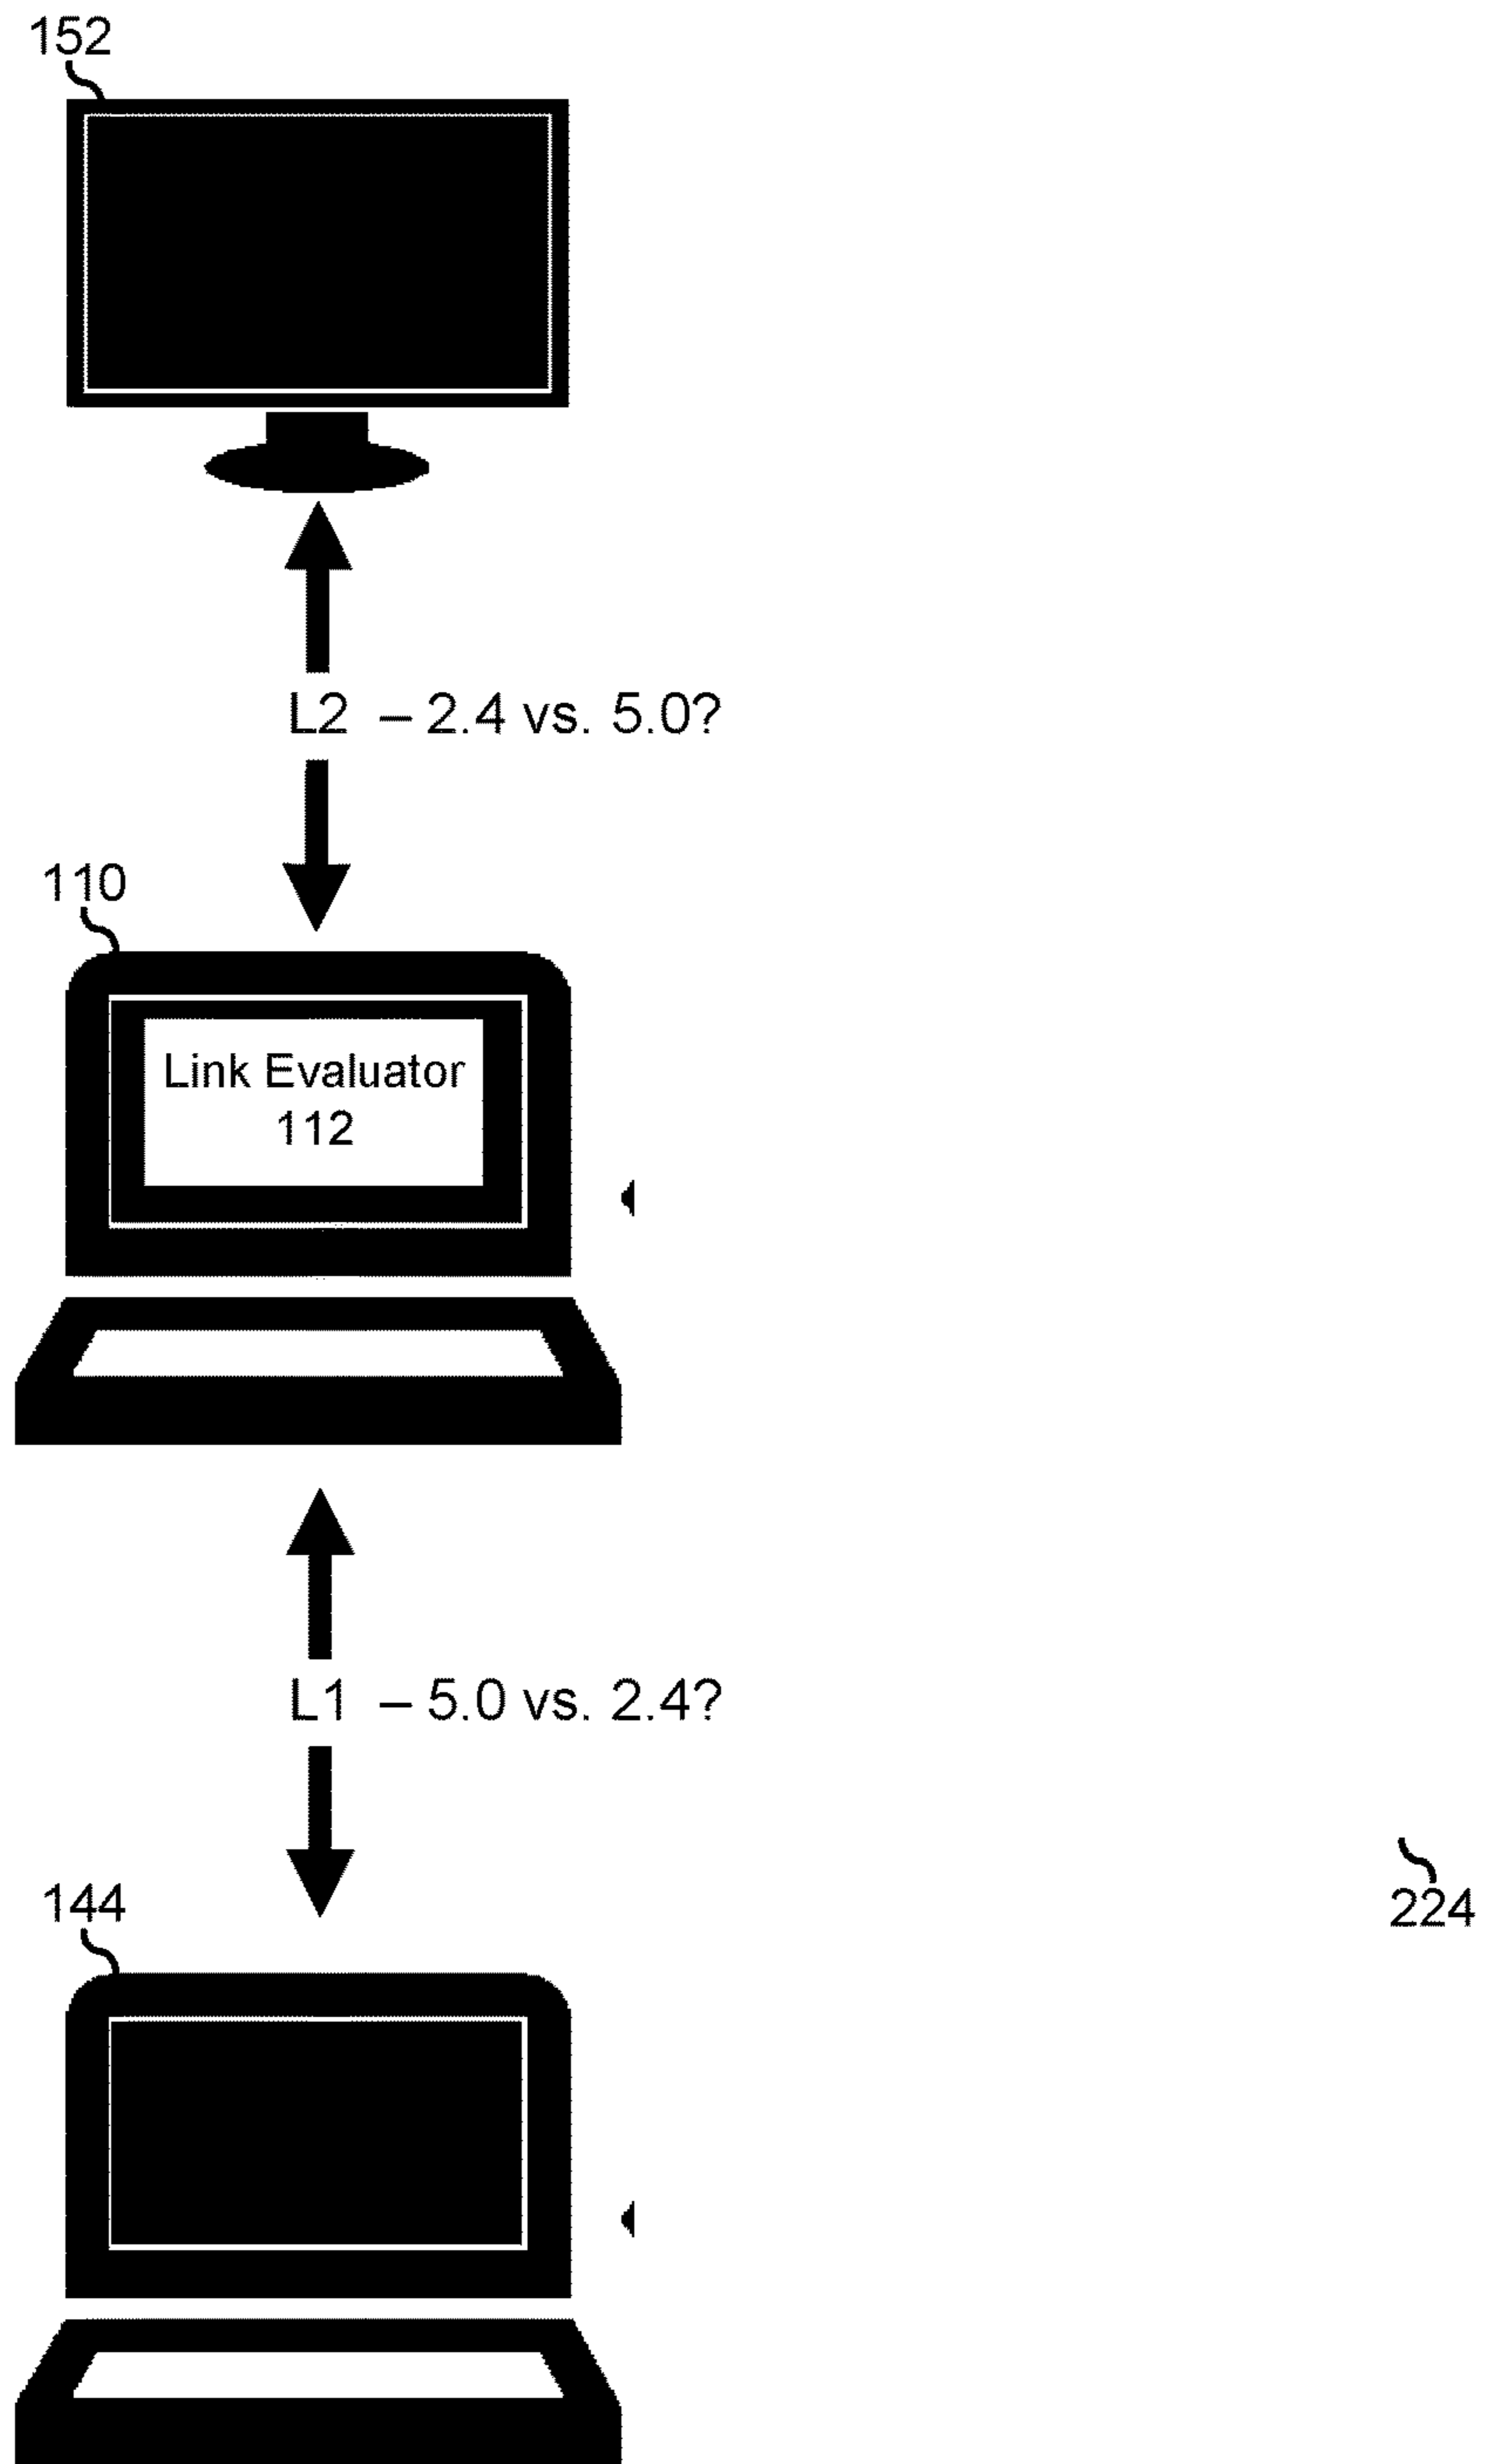 152
L2 – 2.4 vs. 5.0?
110
Link Evaluator
112
L1 – 5.0 vs. 2.4?
144
224